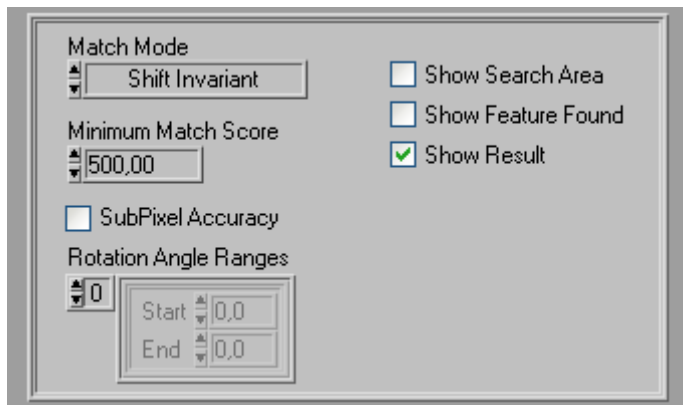 Match Mode
Shift Invariant
Minimum Match Score
500,00
SubPixel Accuracy
Rotation Angle Ranges
0
Start 0,0
End 0,0
Show Search Area
Show Feature Found
Show Result